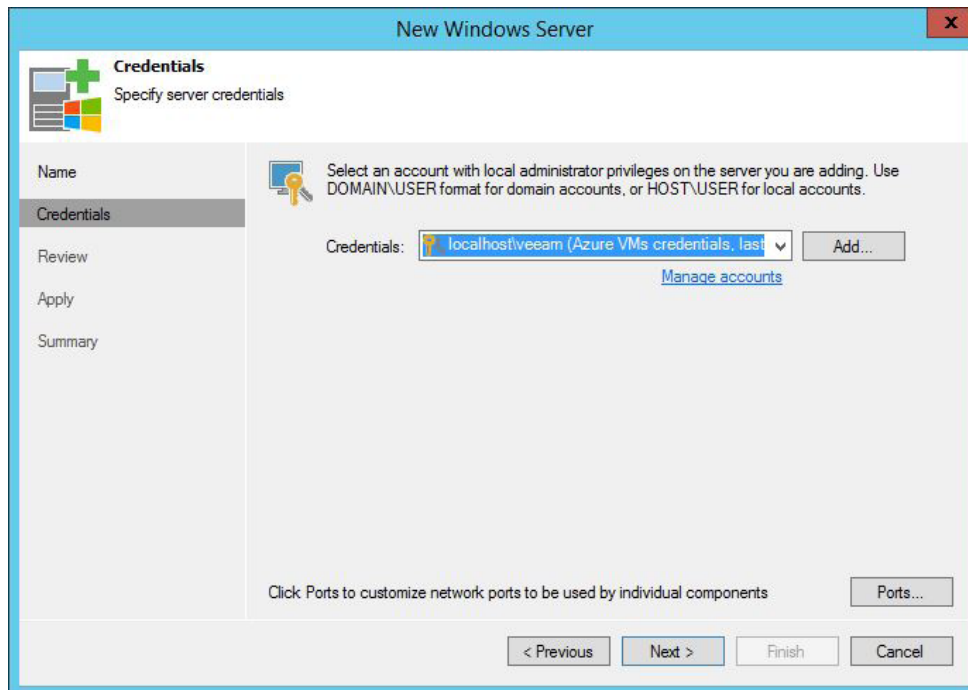 New Windows Server
x
Credentials
Specify server credentials
Name
Credentials
Review
Apply
Summary
Select an account with local administrator privileges on the server you are adding. Use
DOMAIN\USER format for domain accounts, or HOST\USER for local accounts.
Credentials:
localhost\veeam (Azure VMs credentials, last
Add...
Manage accounts
Click Ports to customize network ports to be used by individual components
Ports...
< Previous
Next >
Finish
Cancel